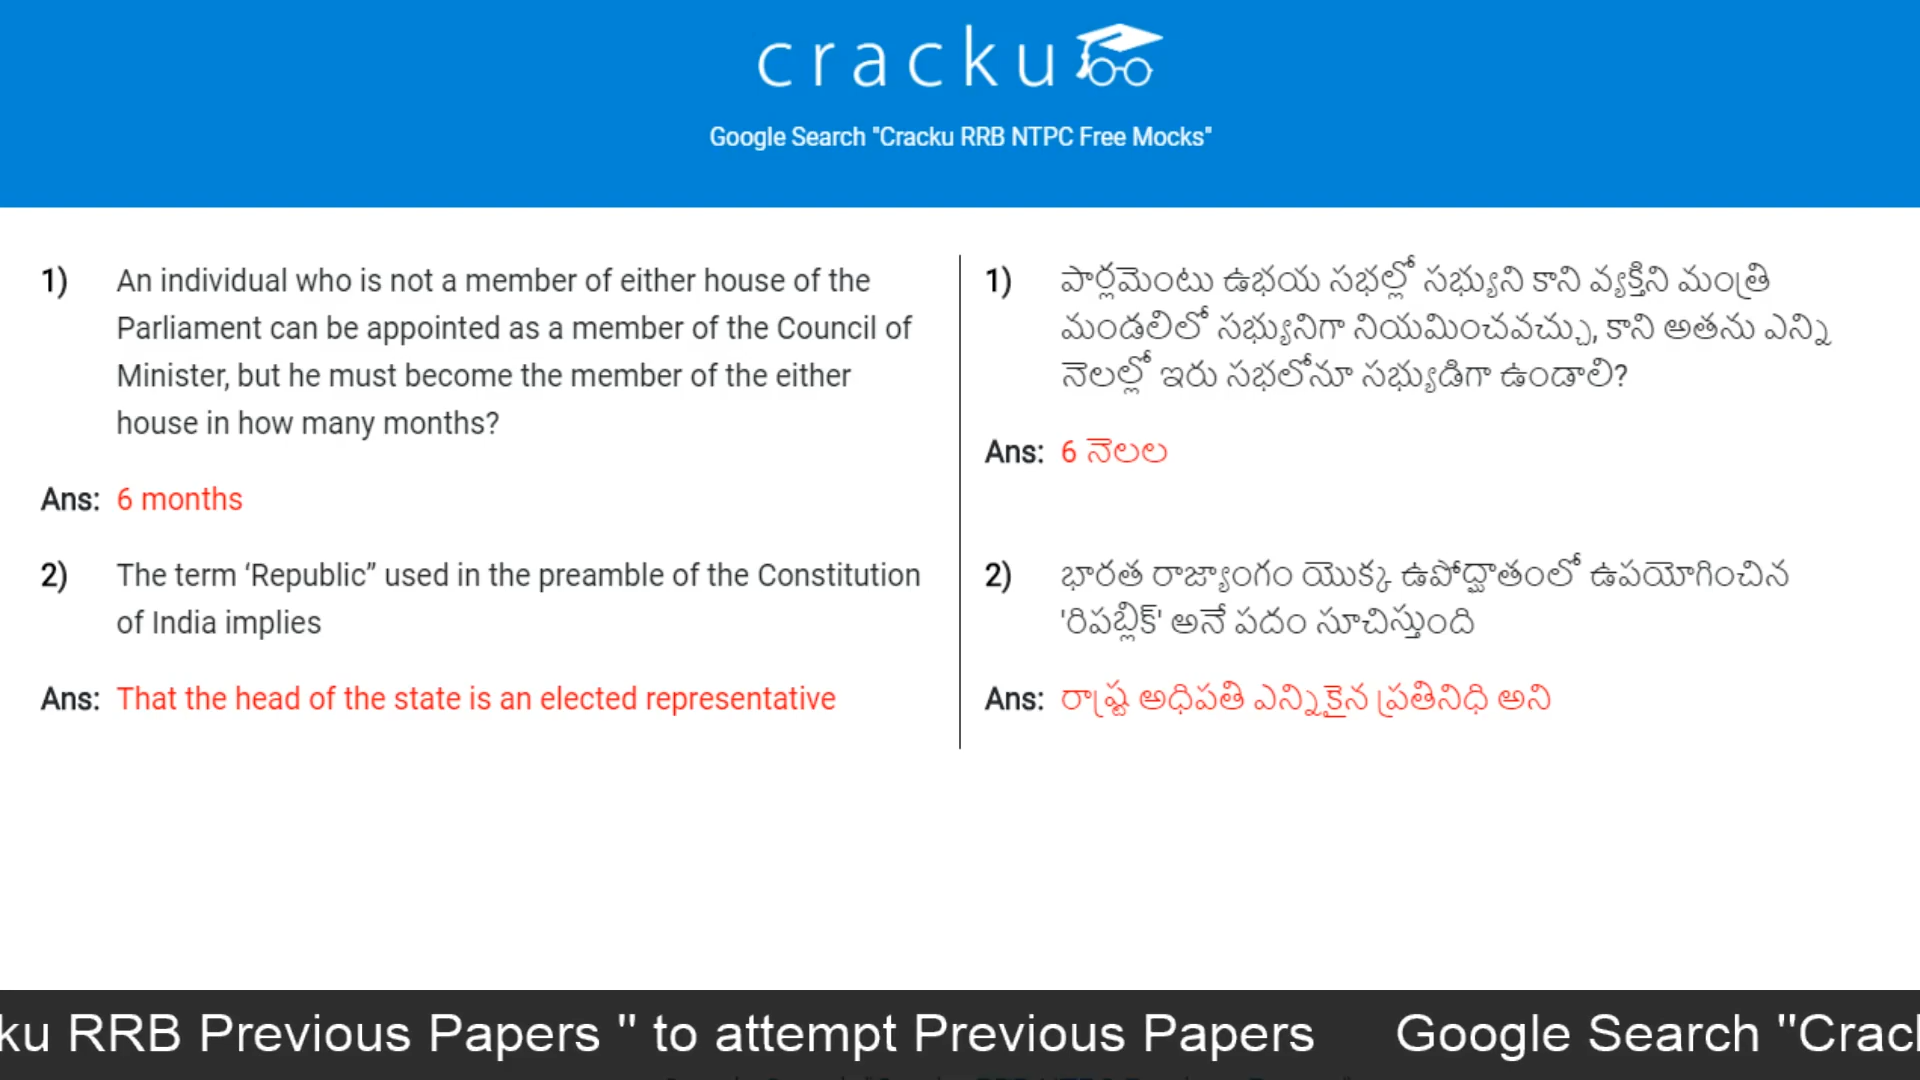 cracku
Google Search "Cracku RRB NTPC Free Mocks"
1) An individual who is not a member of either house of the
Parliament can be appointed as a member of the Council of
Minister, but he must become the member of the either
house in how many months?
Ans: 6 months
2) The term ‘Republic” used in the preamble of the Constitution
of India implies
Ans: That the head of the state is an elected representative
1) పార్లమెంటు ఉభయ సభల్లో సభ్యుని కాని వ్యక్తిని మంత్రి
మండలిలో సభ్యునిగా నియమించవచ్చు, కాని అతను ఎన్ని
నెలల్లో ఇరు సభలోనూ సభ్యుడిగా ఉండాలి?
Ans: 6 నెలల
2) భారత రాజ్యాంగం యొక్క ఉపోద్ఘాతంలో ఉపయోగించిన
'రిపబ్లిక్' అనే పదం సూచిస్తుంది
Ans: రాష్ట్ర అధిపతి ఎన్నికైన ప్రతినిధి అని
ku RRB Previous Papers " to attempt Previous Papers Google Search "Crac